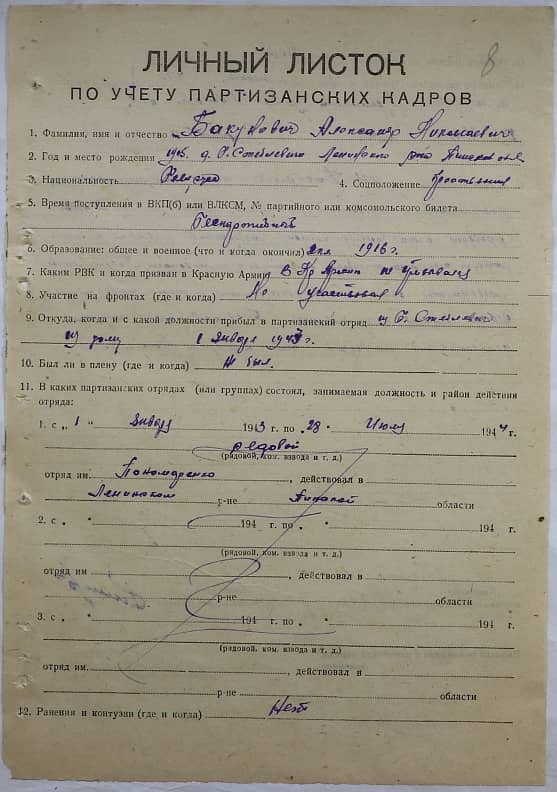 8
ЛИЧНЫЙ ЛИСТОК
ПО УЧЕТУ ПАРТИЗАНСКИХ КАДРОВ
1. Фамилия, имя и отчество Бакунович Александр Николаевич
2. Год и место рождения 1905 д. Ленинского р-на
3. Национальность 4. Соцположение
5. Время поступления в ВКП(б) или ВЛКСМ, № партийного или комсомольского билета
беспартийный
6. Образование: общее и военное (что и когда окончил) 1916 г.
7. Каким РВК и когда призван в Красную Армию В Кр Армии не
8. Участие на фронтах (где и когда) Не участвовал
9. Откуда, когда и с какой должности прибыл в партизанский отряд из
из дому 1 января 1943 г.
10. Был ли в плену (где и когда) Не был.
11. В каких партизанских отрядах (или группах) состоял, занимаемая должность и район действия
отряда:
1. с „ 1 " января 1943 г. по „28 " Июля 1944 г.
рядовой
(рядовой, ком. взвода и т. д.)
отряд им. Пономаренко, действовал в
Ленинском р-не Пинской области
2. с „ " 194 г. по „ " 194 г.
(рядовой, ком. взвода и т. д.)
отряд им , действовал в
р-не области
3. с „ " 194 г. по „ " 194 г.
(рядовой, ком. взвода и т. д.)
отряд им. , действовал в
р-не области
12. Ранения и контузии (где и когда) Нет